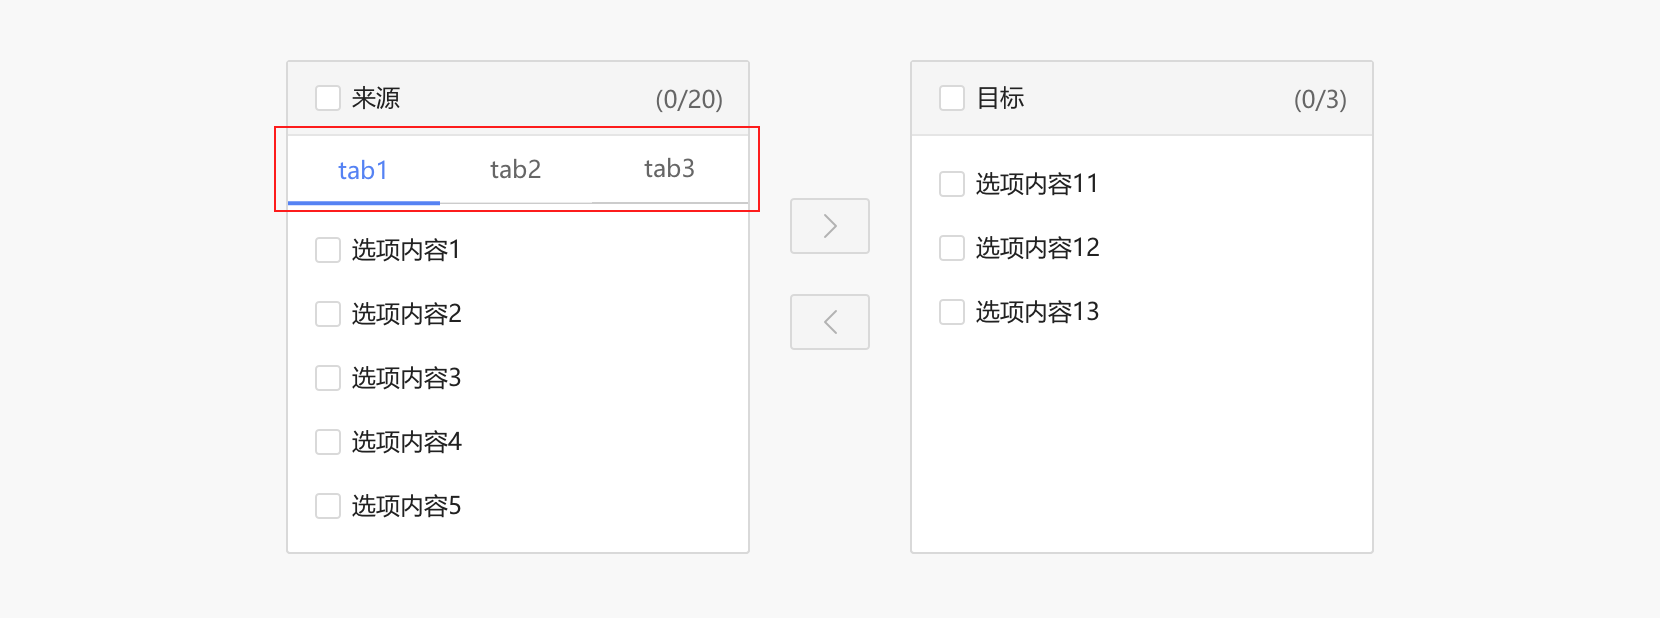 来源 (0/20)
tab1 tab2 tab3
选项内容1
选项内容2
选项内容3
选项内容4
选项内容5
目标 (0/3)
选项内容11
选项内容12
选项内容13